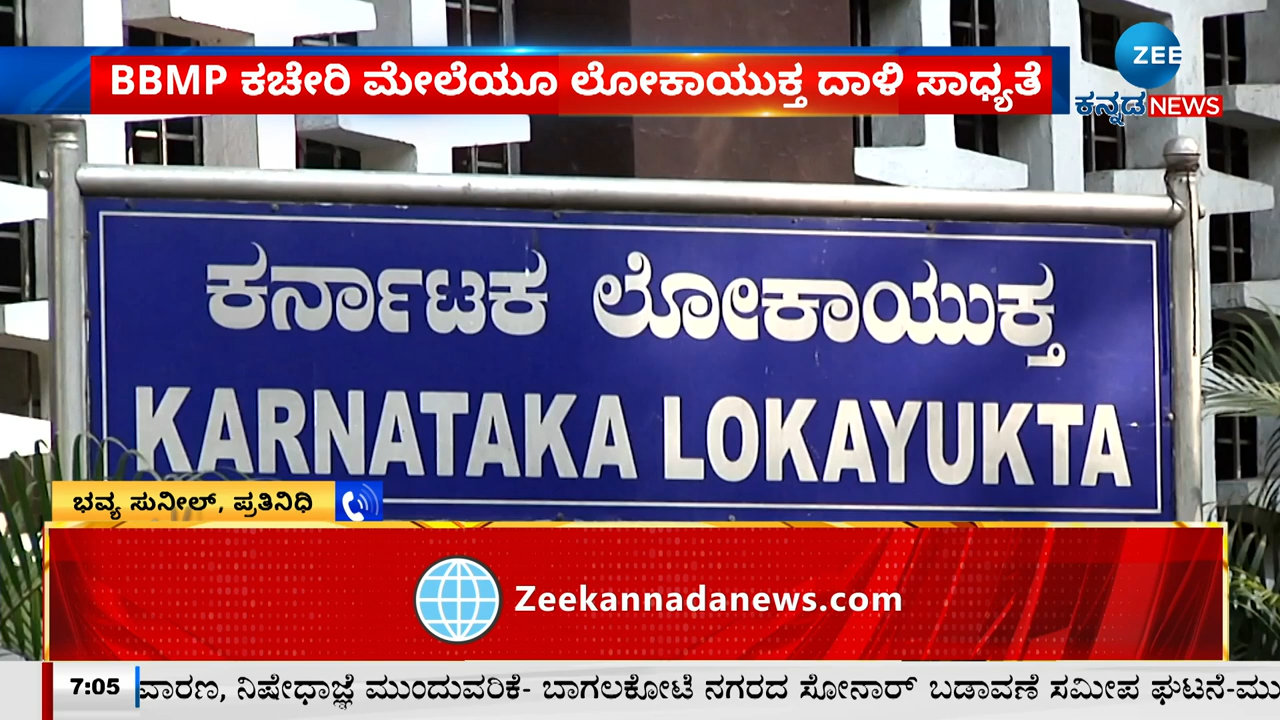 BBMP ಕಚೇರಿ ಮೇಲೆಯೂ ಲೋಕಾಯುಕ್ತ ದಾಳಿ ಸಾಧ್ಯತೆ
ZEE
ಕನ್ನಡ NEWS
ಕರ್ನಾಟಕ ಲೋಕಾಯುಕ್ತ
KARNATAKA LOKAYUKTA
ಭವ್ಯ ಸುನೀಲ್, ಪ್ರತಿನಿಧಿ
Zeekannadanews.com
7:05 ವಾರಣ, ನಿಷೇಧಾಜ್ಞೆ ಮುಂದುವರಿಕೆ- ಬಾಗಲಕೋಟೆ ನಗರದ ಸೋನಾರ್ ಬಡಾವಣೆ ಸಮೀಪ ಘಟನೆ-ಮು